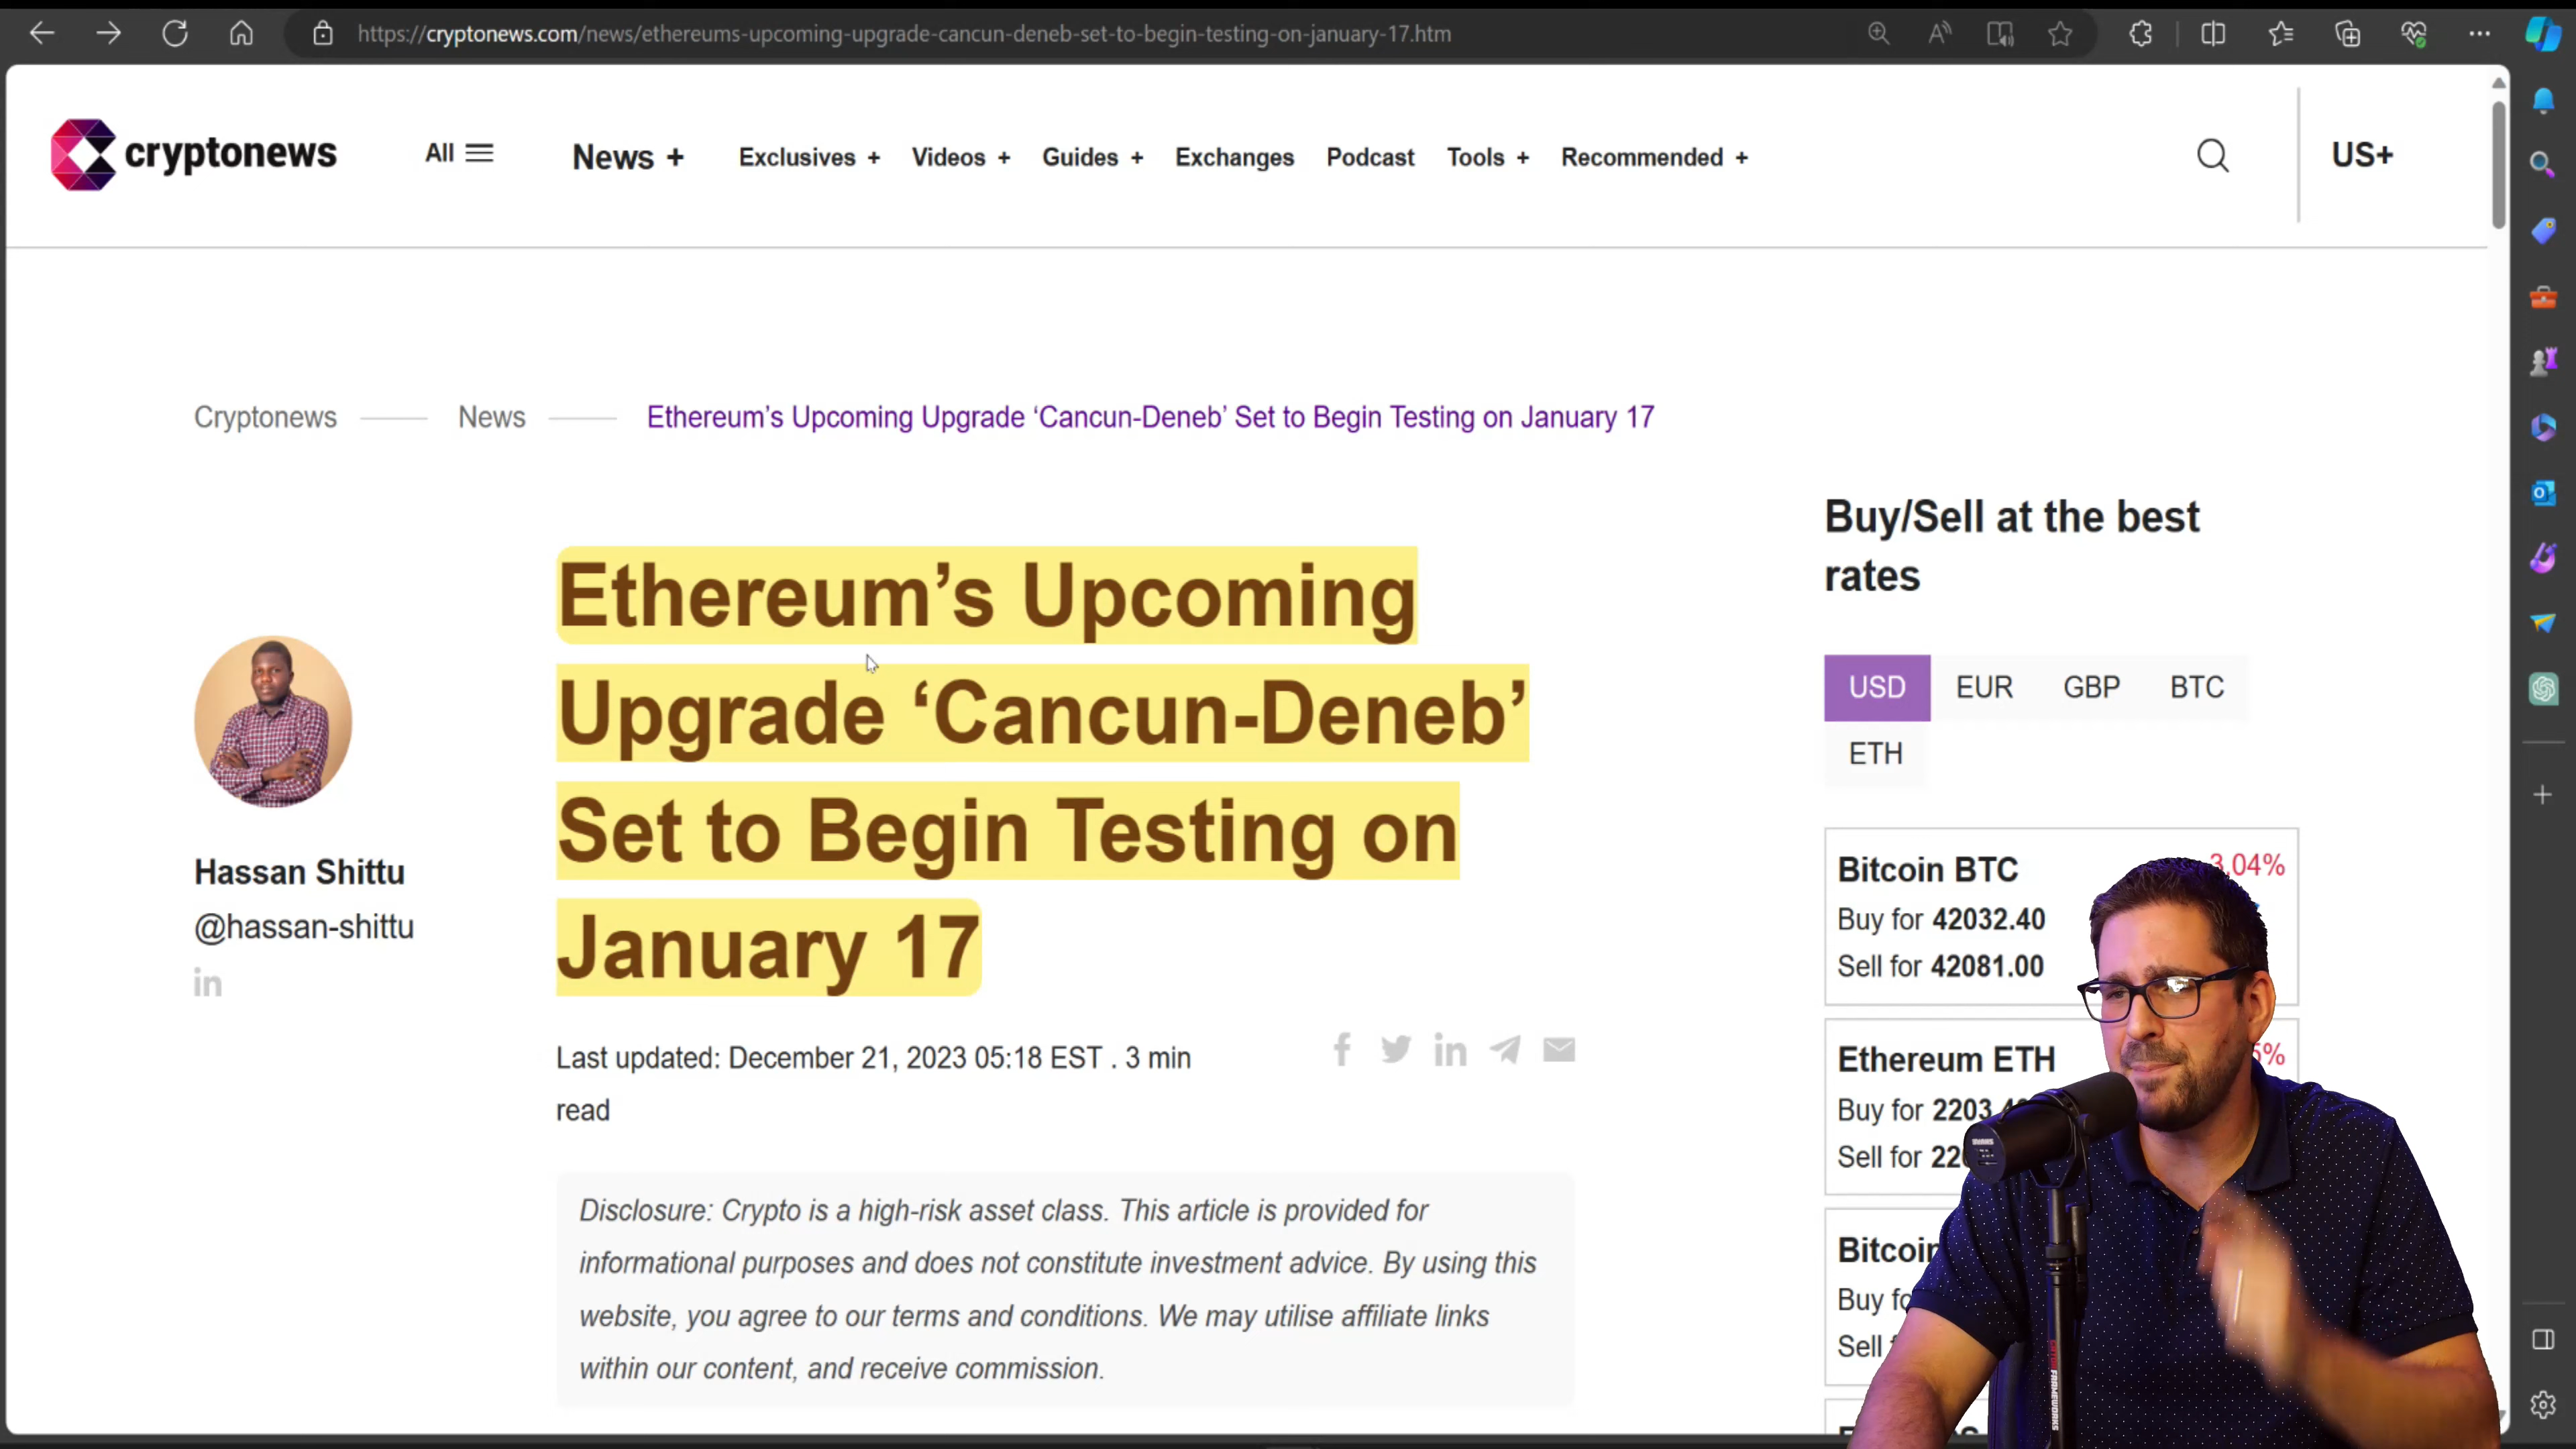 https://cryptonews.com/news/ethereums-upcoming-upgrade-cancun-deneb-set-to-begin-testing-on-january-17.htm
cryptonews
All
News +
Exclusives +
Videos +
Guides +
Exchanges
Podcast
Tools +
Recommended +
US+
Cryptonews
News
Ethereum’s Upcoming Upgrade ‘Cancun-Deneb’ Set to Begin Testing on January 17
Hassan Shittu
@hassan-shittu
in
Ethereum’s Upcoming
Upgrade ‘Cancun-Deneb’
Set to Begin Testing on
January 17
Last updated: December 21, 2023 05:18 EST . 3 min
read
Disclosure: Crypto is a high-risk asset class. This article is provided for
informational purposes and does not constitute investment advice. By using this
website, you agree to our terms and conditions. We may utilise affiliate links
within our content, and receive commission.
Buy/Sell at the best
rates
USD EUR GBP BTC
ETH
Bitcoin BTC
Buy for 42032.40
Sell for 42081.00
Ethereum ETH
Buy for
Sell for
Buy
Sell